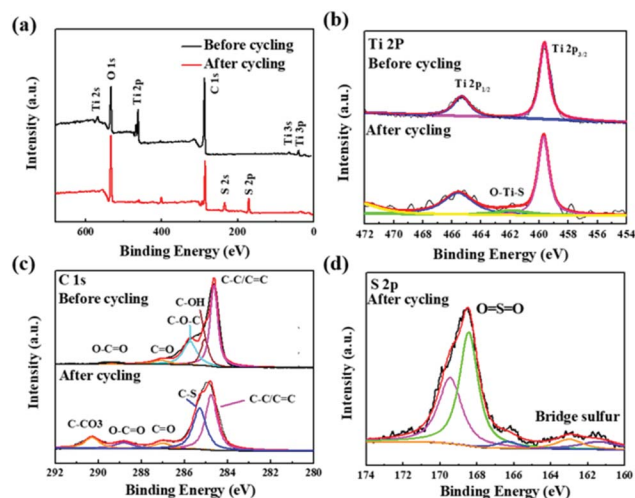 (a)
Before cycling
After cycling
Ti 2s
O 1s
Ti 2p
C 1s
Ti 3s
Ti 3p
S 2s
S 2p
Intensity (a.u.)
600 400 200 0
Binding Energy (eV)
(b)
Ti 2P
Before cycling
Ti 2p1/2
Ti 2p3/2
After cycling
O-Ti-S
Intensity (a.u.)
472 470 468 466 464 462 460 458 456 454
Binding Energy (eV)
(c)
C 1s
Before cycling
C-C/C=C
C-OH
C-O-C
C=O
O-C=O
After cycling
C-S
C-C/C=C
C-CO3
O-C=O
C=O
Intensity (a.u.)
292 290 288 286 284 282 280
Binding Energy (eV)
(d)
S 2p
After cycling
O=S=O
Bridge sulfur
Intensity (a.u.)
174 172 170 168 166 164 162 160
Binding Energy (eV)